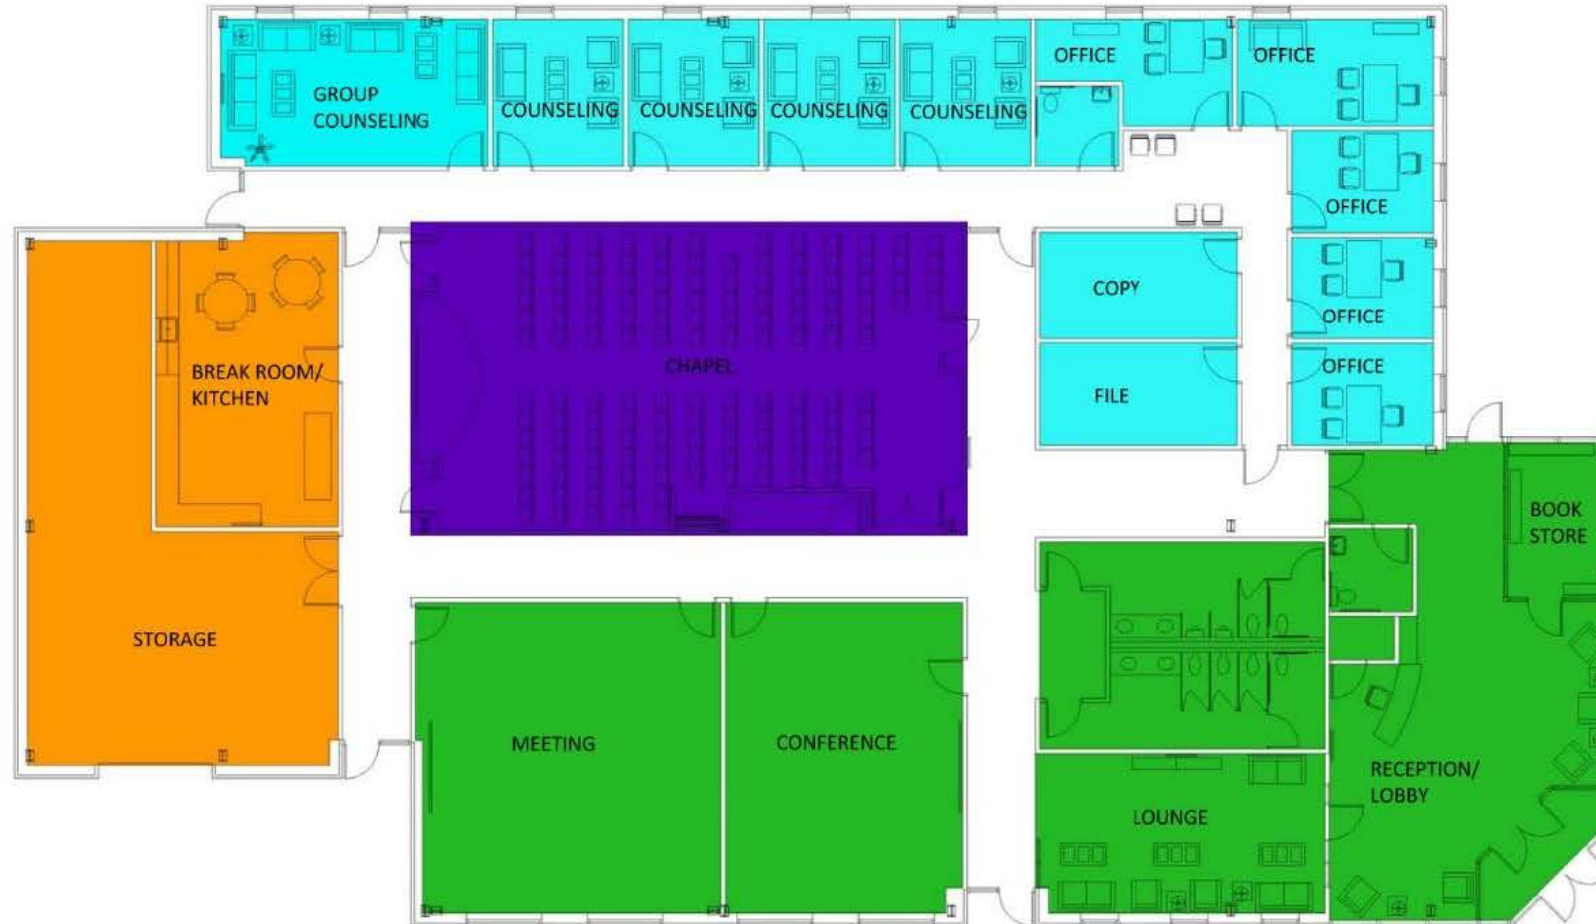 GROUP
COUNSELING
COUNSELING
COUNSELING
COUNSELING
COUNSELING
OFFICE
OFFICE
OFFICE
OFFICE
OFFICE
COPY
FILE
CHAPEL
BREAK ROOM/
KITCHEN
STORAGE
MEETING
CONFERENCE
LOUNGE
RECEPTION/
LOBBY
BOOK
STORE